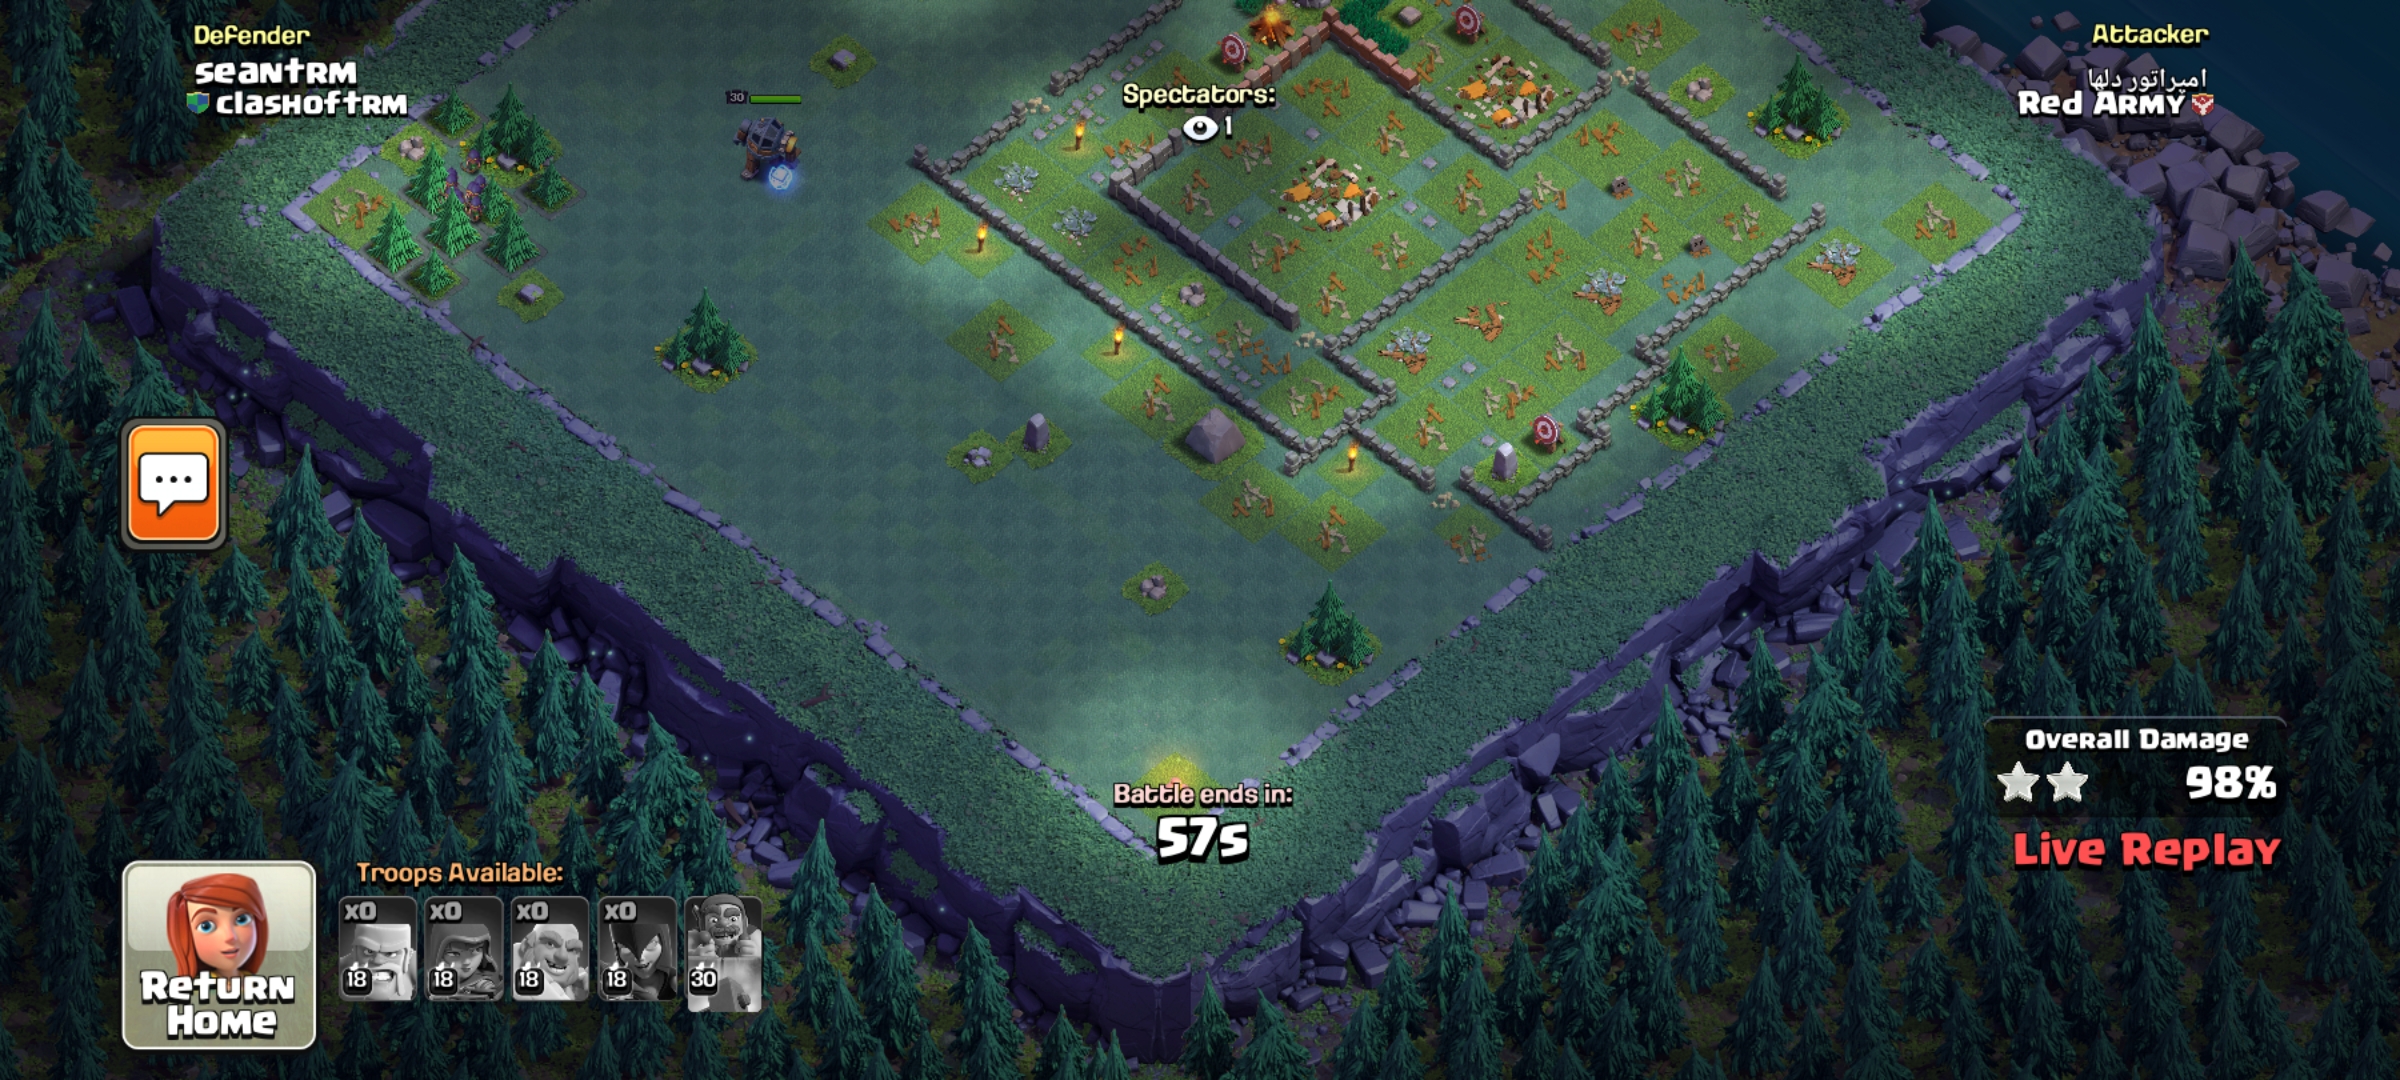 Defender
seantRM
clashoftRM
Attacker
امپراتور دلها
Red Army
Spectators:
1
30
Battle ends in:
57s
Overall Damage
98%
Live Replay
Troops Available:
x0 x0 x0 x0
18 18 18 18 30
Return
Home